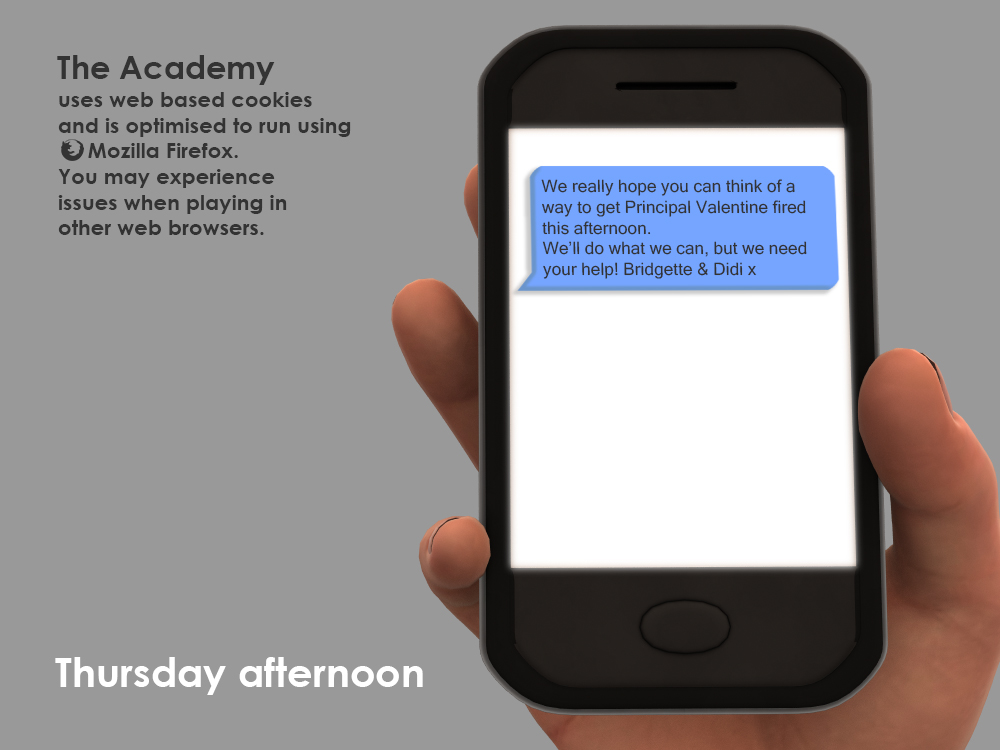 The Academy
uses web based cookies
and is optimised to run using
Mozilla Firefox.
You may experience
issues when playing in
other web browsers.
We really hope you can think of a
way to get Principal Valentine fired
this afternoon.
We'll do what we can, but we need
your help! Bridgette & Didi x
Thursday afternoon